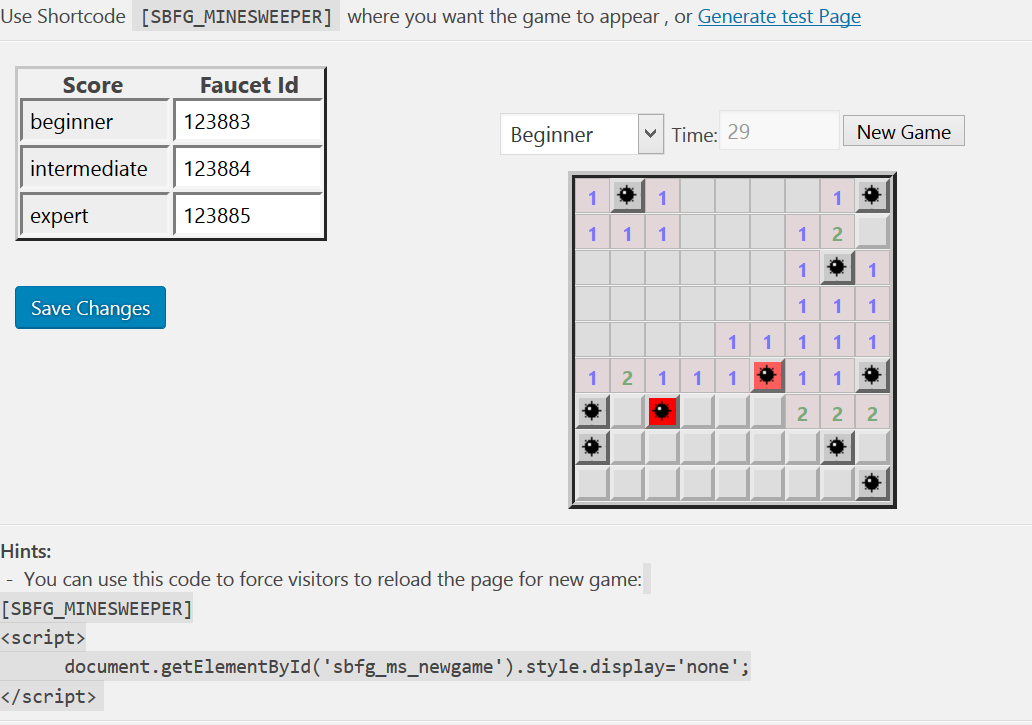 Use Shortcode [SBFG_MINESWEEPER] where you want the game to appear , or Generate test Page
Score Faucet Id
beginner 123883
intermediate 123884
expert 123885
Save Changes
Beginner Time: 29 New Game
1 1 1
1 1 1 1 2
1 1
1 1 1
1 1 1 1 1
1 2 1 1 1 1 1
2 2 2
Hints:
- You can use this code to force visitors to reload the page for new game:
[SBFG_MINESWEEPER]
<script>
document.getElementById('sbfg_ms_newgame').style.display='none';
</script>